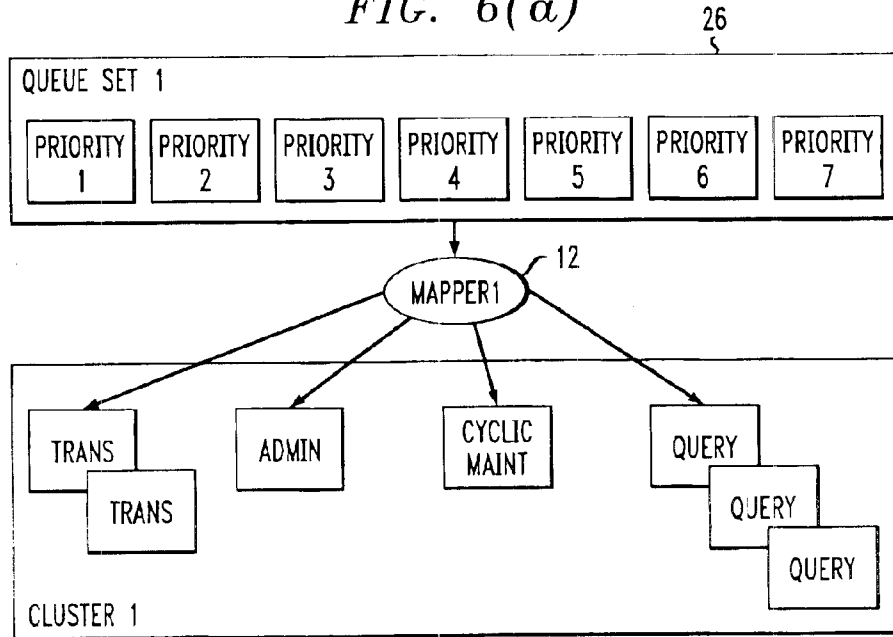 FIG. 6(a)
26
QUEUE SET 1
PRIORITY 1
PRIORITY 2
PRIORITY 3
PRIORITY 4
PRIORITY 5
PRIORITY 6
PRIORITY 7
MAPPER1
12
TRANS
TRANS
ADMIN
CYCLIC
MAINT
QUERY
QUERY
QUERY
CLUSTER 1